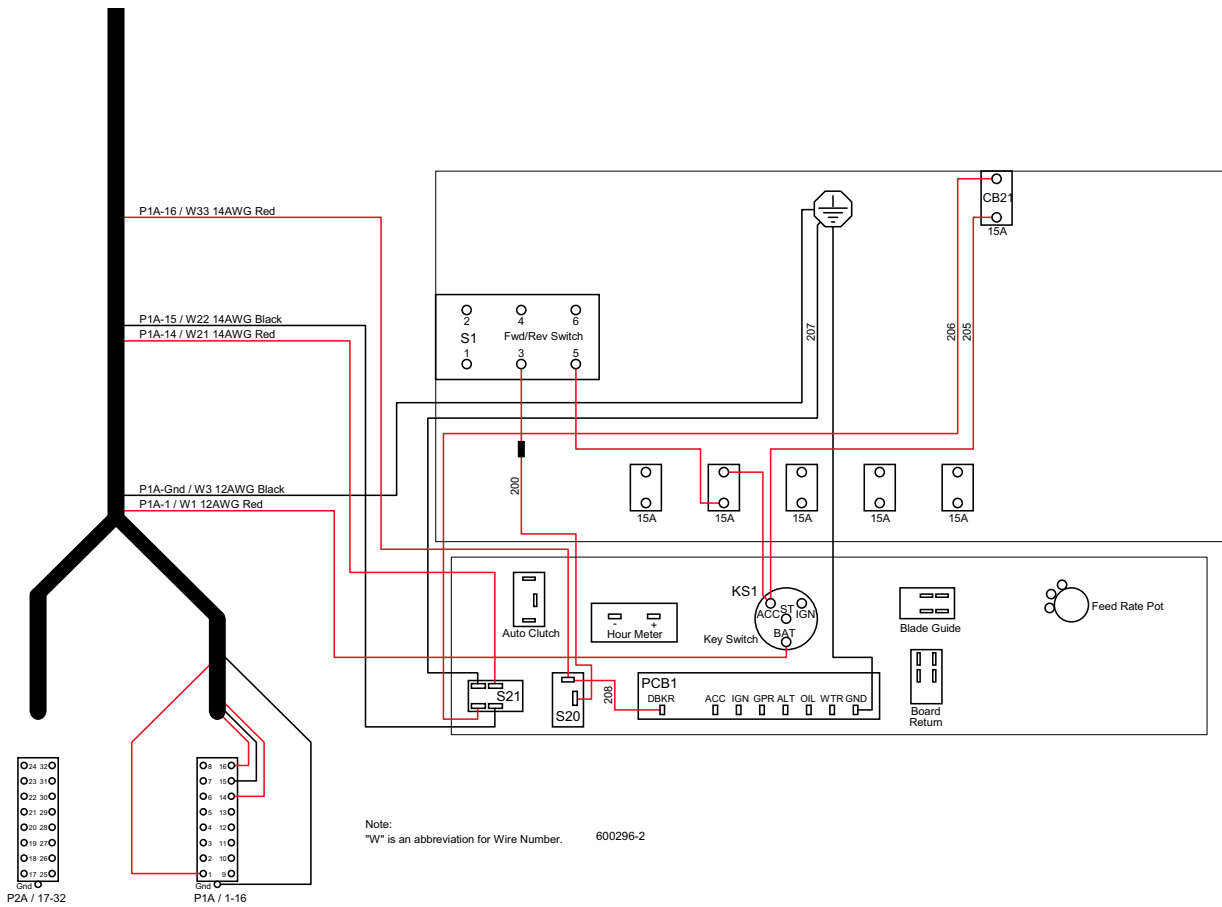 CB21
15A
P1A-16 / W33 14AWG Red
P1A-15 / W22 14AWG Black
P1A-14 / W21 14AWG Red
2 4 6
S1 Fwd/Rev Switch
1 3 5
207
206
205
200
P1A-Gnd / W3 12AWG Black
P1A-1 / W1 12AWG Red
15A 15A 15A 15A 15A
Auto Clutch
- +
Hour Meter
KS1
ACC ST IGN
BAT
Key Switch
Blade Guide
Feed Rate Pot
S21
S20
208
PCB1
DBKR ACC IGN GPR ALT OIL WTR GND
Board
Return
24 32
23 31
22 30
21 29
20 28
19 27
18 26
17 25
Gnd
P2A / 17-32
8 16
7 15
6 14
5 13
4 12
3 11
2 10
1 9
Gnd
P1A / 1-16
Note:
"W" is an abbreviation for Wire Number.
600296-2